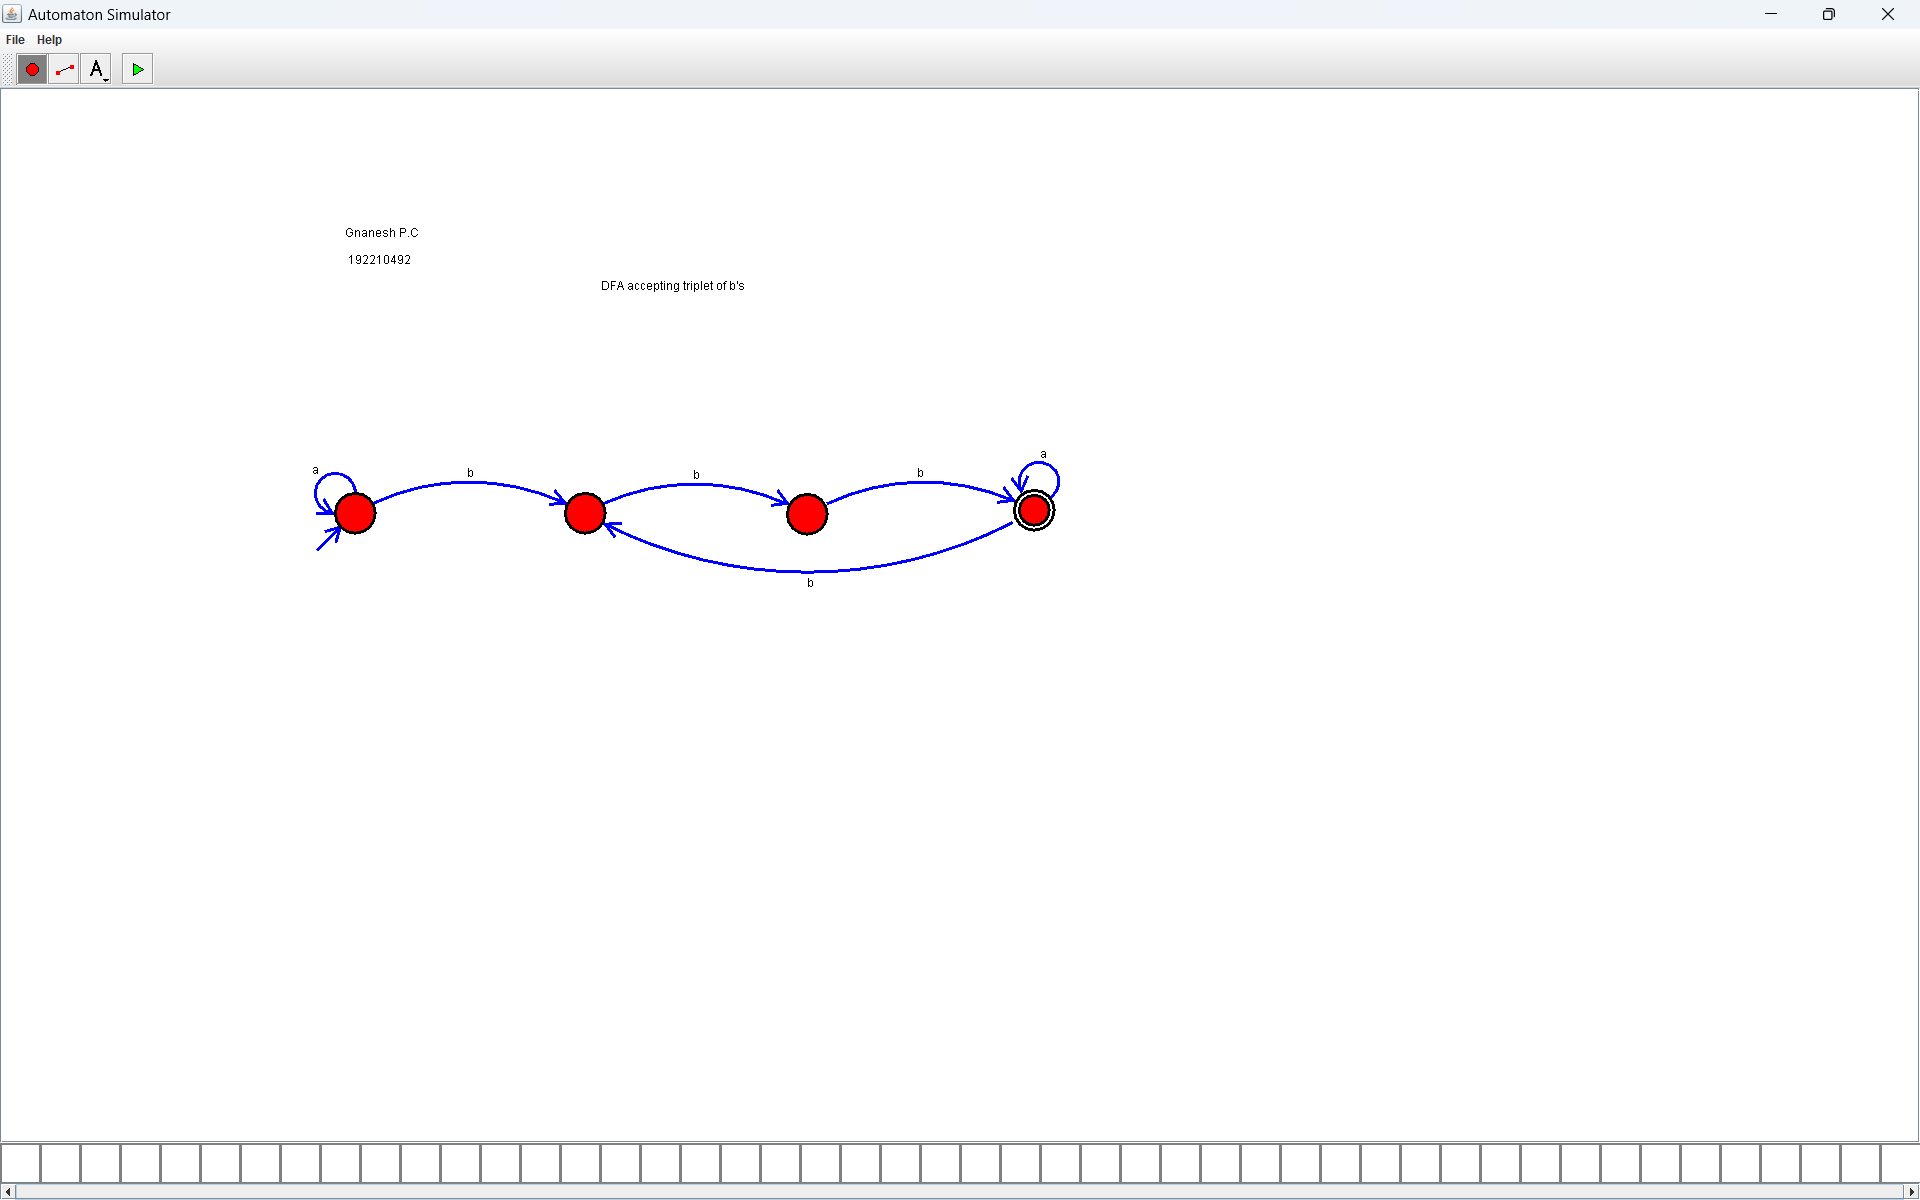 Automaton Simulator
File Help
A
Gnanesh P.C
192210492
DFA accepting triplet of b's
a
b
b
b
a
b